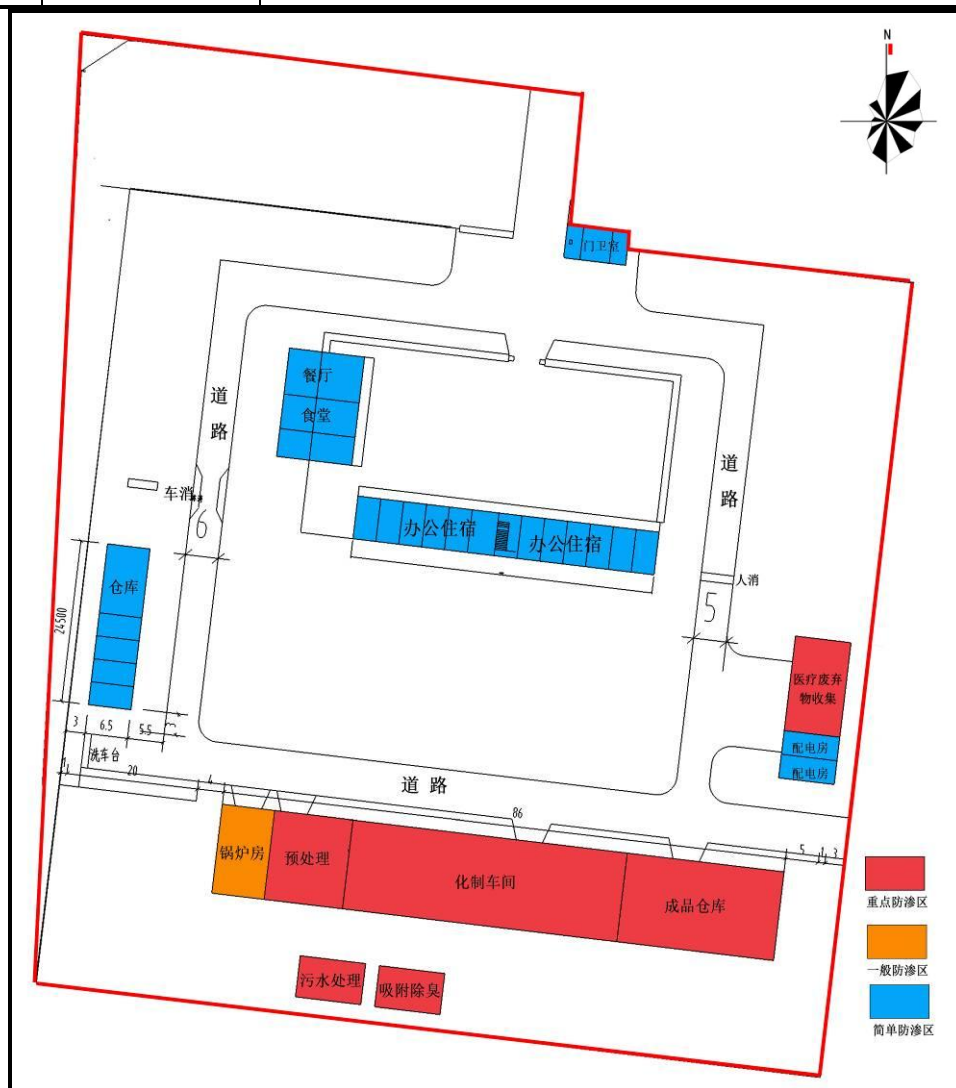 N
门卫室
餐厅
食堂
道
路
道
路
车消
6
办公住宿
办公住宿
人消
5
仓库
24500
医疗废弃
物收集
配电房
配电房
3
6.5
5.5
3
洗车台
1
20
4
道 路
86
5
1
3
锅炉房
预处理
化制车间
成品仓库
重点防渗区
一般防渗区
简单防渗区
污水处理
吸附除臭